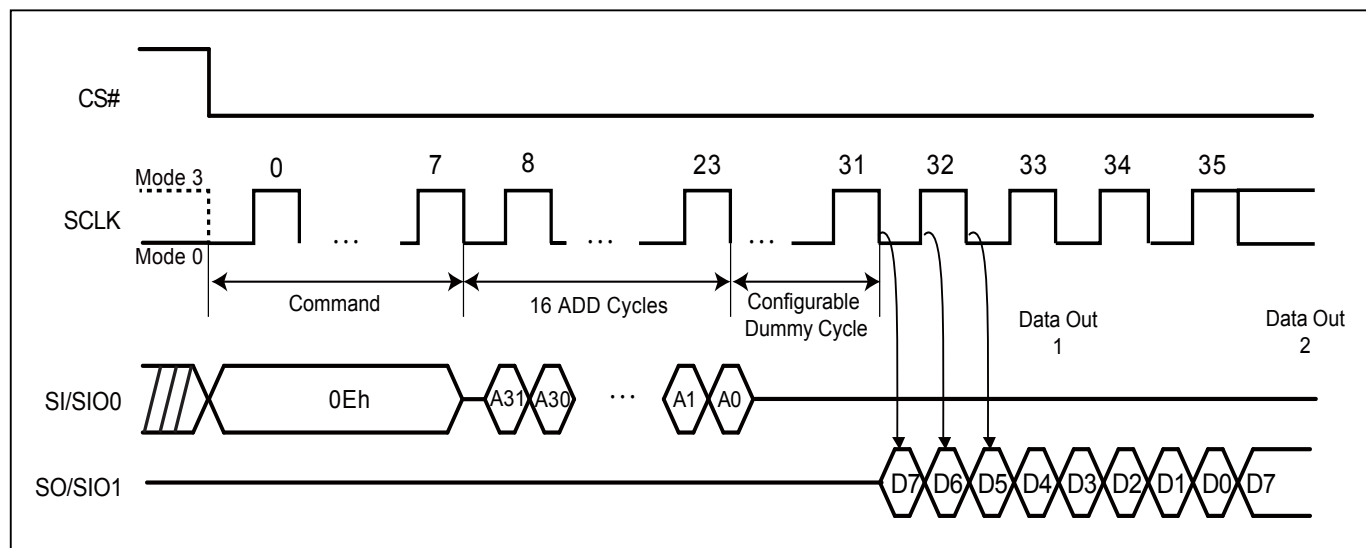 CS#
0 7 8 23 31 32 33 34 35
Mode 3
SCLK
... ... ...
Mode 0
Command
16 ADD Cycles
Configurable
Dummy Cycle
Data Out
1
Data Out
2
SI/SIO0
0Eh
A31 A30 ... A1 A0
SO/SIO1
D7 D6 D5 D4 D3 D2 D1 D0 D7